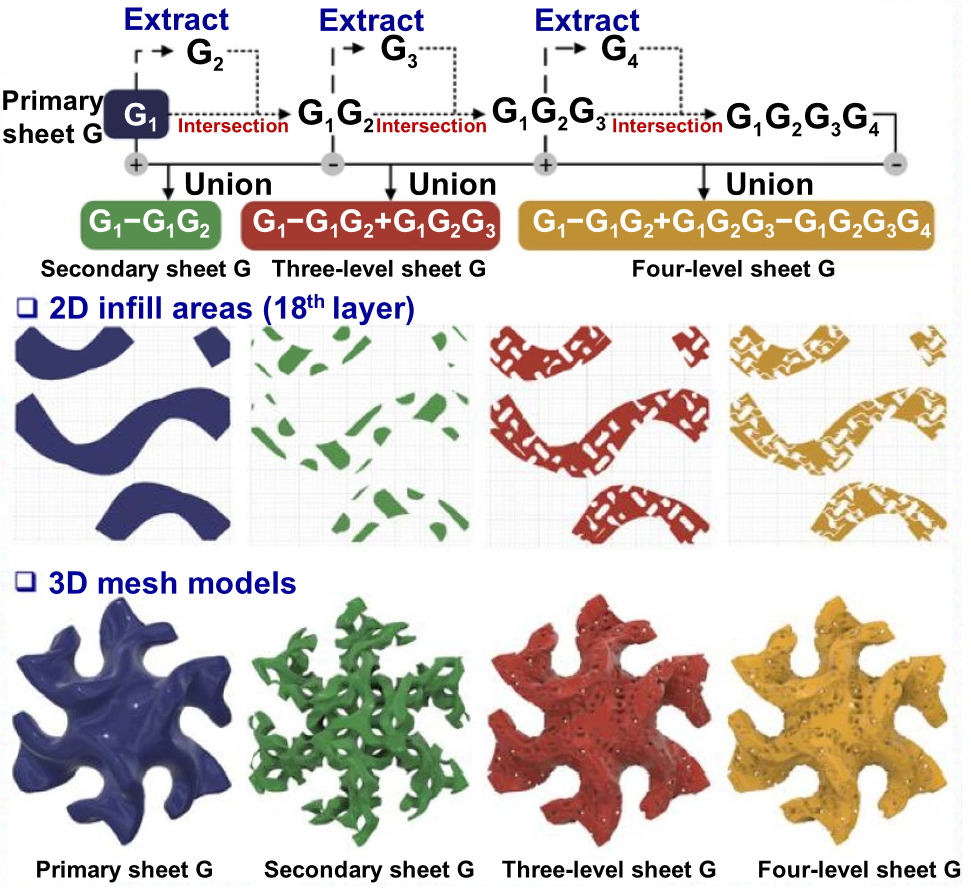 Extract Extract Extract
G₂ G₃ G₄
Primary sheet G
G₁ Intersection G₁G₂ Intersection G₁G₂G₃ Intersection G₁G₂G₃G₄
+ − + −
Union Union Union
G₁−G₁G₂ G₁−G₁G₂+G₁G₂G₃ G₁−G₁G₂+G₁G₂G₃−G₁G₂G₃G₄
Secondary sheet G Three-level sheet G Four-level sheet G
❑ 2D infill areas (18th layer)
❑ 3D mesh models
Primary sheet G Secondary sheet G Three-level sheet G Four-level sheet G